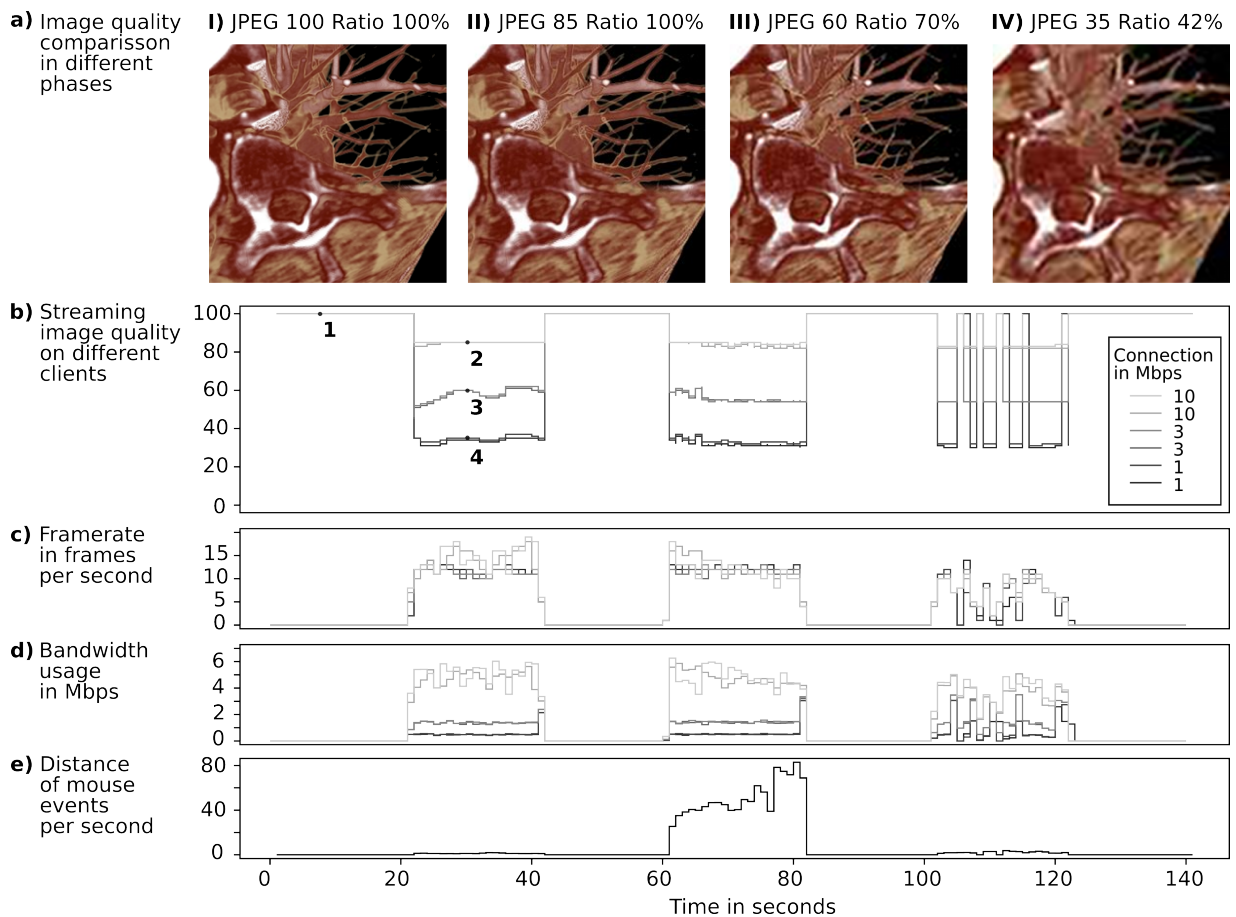 a) Image quality
comparisson
in different
phases
I) JPEG 100 Ratio 100%
II) JPEG 85 Ratio 100%
III) JPEG 60 Ratio 70%
IV) JPEG 35 Ratio 42%
b) Streaming
image quality
on different
clients
100
80
60
40
20
0
1
2
3
4
Connection
in Mbps
10
10
3
3
1
1
c) Framerate
in frames
per second
15
10
5
0
d) Bandwidth
usage
in Mbps
6
4
2
0
e) Distance
of mouse
events
per second
80
40
0
0 20 40 60 80 100 120 140
Time in seconds